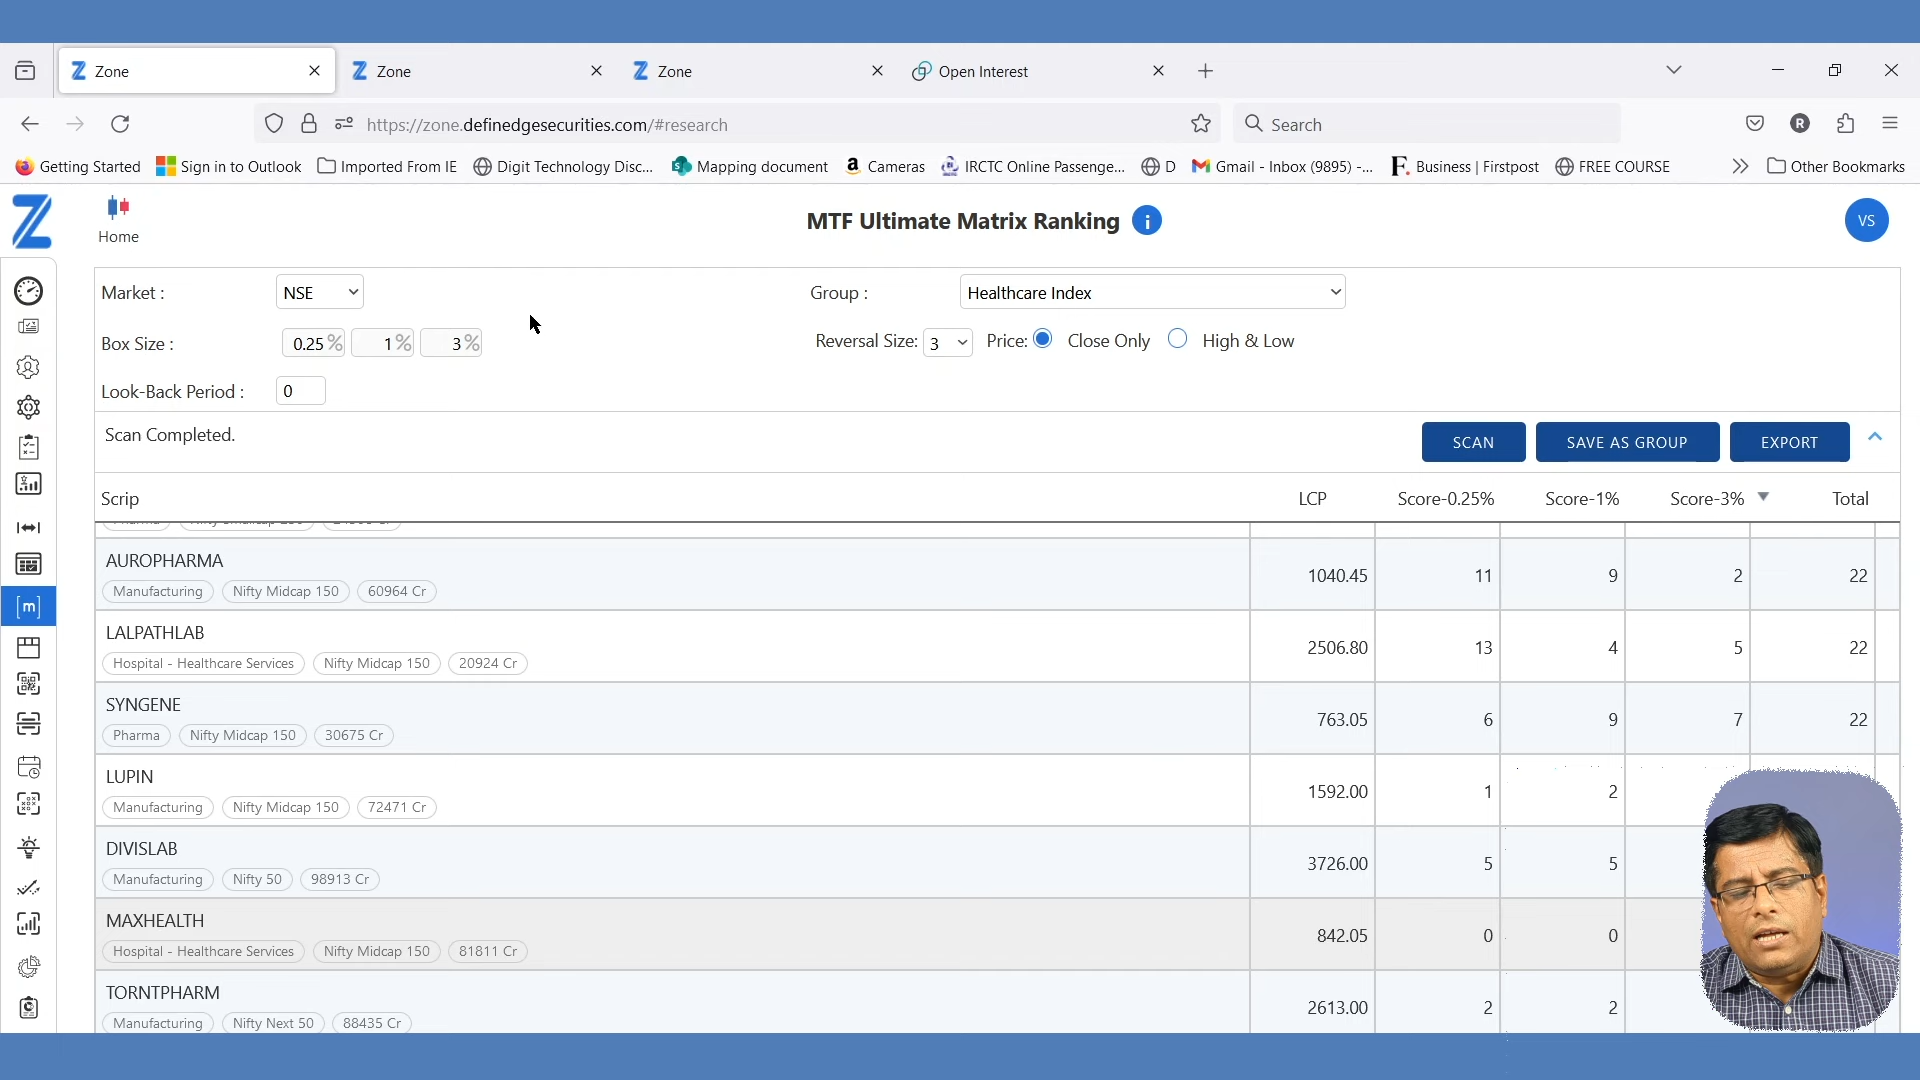 Zone
Zone
Zone
Open Interest
https://zone.definedgesecurities.com/#research
Search
R
Getting Started
Sign in to Outlook
Imported From IE
Digit Technology Disc...
Mapping document
Cameras
IRCTC Online Passenge...
D
Gmail - Inbox (9895) -...
Business | Firstpost
FREE COURSE
Other Bookmarks
Home
MTF Ultimate Matrix Ranking
VS
Market :
NSE
Group :
Healthcare Index
Box Size :
0.25%
1%
3%
Reversal Size:
3
Price:
Close Only
High & Low
Look-Back Period :
0
Scan Completed.
SCAN
SAVE AS GROUP
EXPORT
Scrip
LCP
Score-0.25%
Score-1%
Score-3%
Total
AUROPHARMA
Manufacturing
Nifty Midcap 150
60964 Cr
1040.45
11
9
2
22
LALPATHLAB
Hospital - Healthcare Services
Nifty Midcap 150
20924 Cr
2506.80
13
4
5
22
SYNGENE
Pharma
Nifty Midcap 150
30675 Cr
763.05
6
9
7
22
LUPIN
Manufacturing
Nifty Midcap 150
72471 Cr
1592.00
1
2
DIVISLAB
Manufacturing
Nifty 50
98913 Cr
3726.00
5
5
MAXHEALTH
Hospital - Healthcare Services
Nifty Midcap 150
81811 Cr
842.05
0
0
TORNTPHARM
Manufacturing
Nifty Next 50
88435 Cr
2613.00
2
2